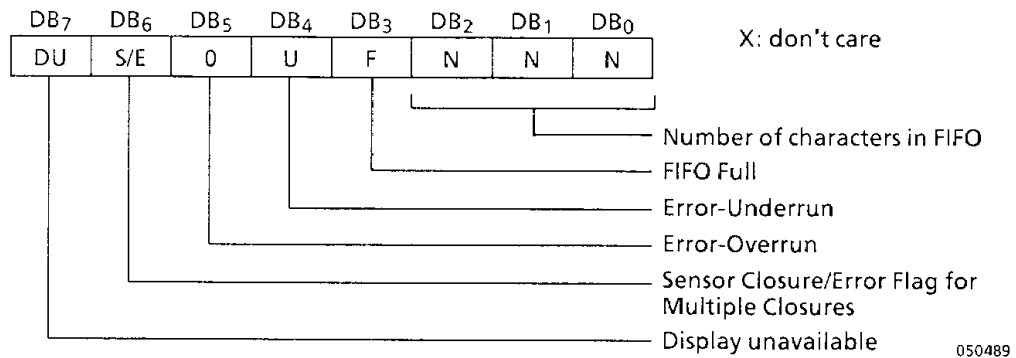 DB7 DB6 DB5 DB4 DB3 DB2 DB1 DB0
X: don't care
DU S/E 0 U F N N N
Number of characters in FIFO
FIFO Full
Error-Underrun
Error-Overrun
Sensor Closure/Error Flag for
Multiple Closures
Display unavailable
050489